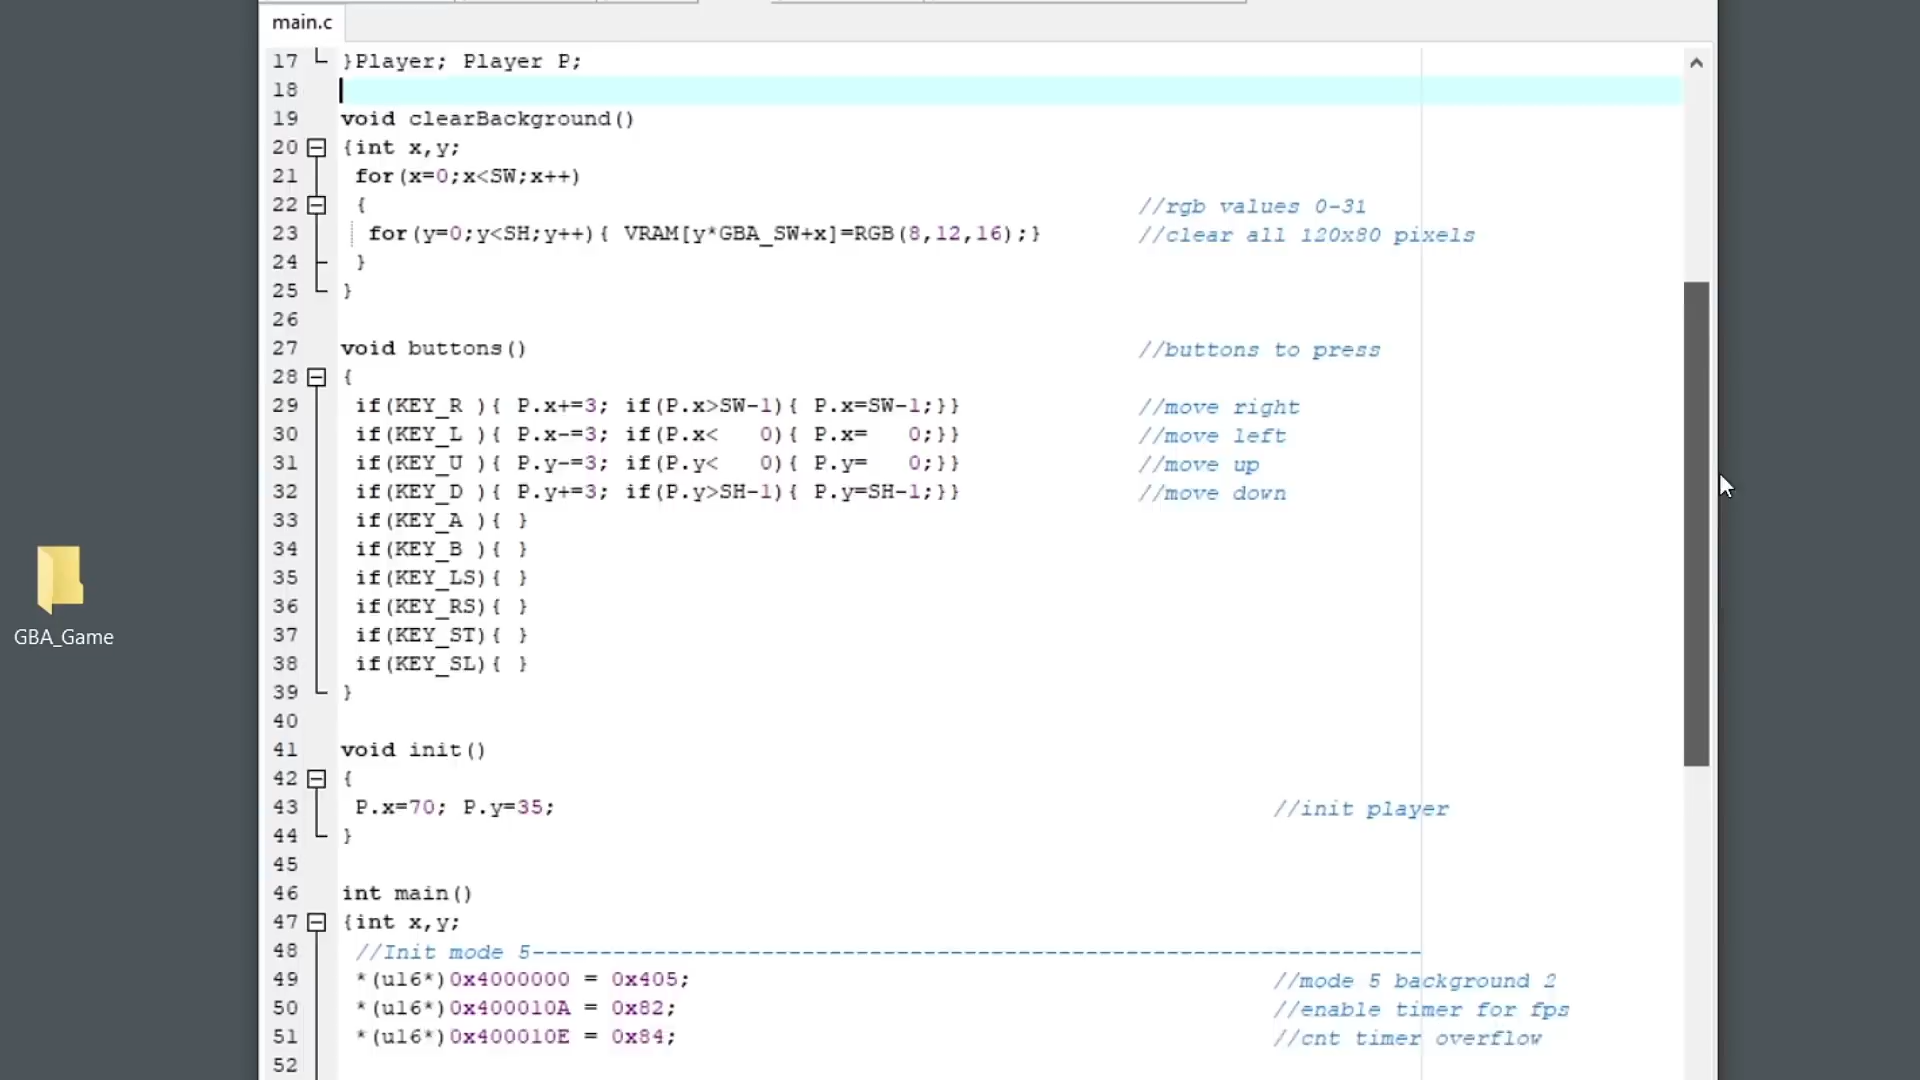 main.c
17 }Player; Player P;
18
19 void clearBackground()
20 {int x,y;
21 for(x=0;x<SW;x++)
22 { //rgb values 0-31
23 for(y=0;y<SH;y++){ VRAM[y*GBA_SW+x]=RGB(8,12,16);} //clear all 120x80 pixels
24 }
25 }
26
27 void buttons() //buttons to press
28 {
29 if(KEY_R ){ P.x+=3; if(P.x>SW-1){ P.x=SW-1;}} //move right
30 if(KEY_L ){ P.x-=3; if(P.x<   0){ P.x=   0;}} //move left
31 if(KEY_U ){ P.y-=3; if(P.y<   0){ P.y=   0;}} //move up
32 if(KEY_D ){ P.y+=3; if(P.y>SH-1){ P.y=SH-1;}} //move down
33 if(KEY_A ){ }
34 if(KEY_B ){ }
35 if(KEY_LS){ }
36 if(KEY_RS){ }
37 if(KEY_ST){ }
38 if(KEY_SL){ }
39 }
40
41 void init()
42 {
43 P.x=70; P.y=35; //init player
44 }
45
46 int main()
47 {int x,y;
48 //Init mode 5------------------------------------------------------------------
49 *(u16*)0x4000000 = 0x405; //mode 5 background 2
50 *(u16*)0x400010A = 0x82; //enable timer for fps
51 *(u16*)0x400010E = 0x84; //cnt timer overflow
52
GBA_Game